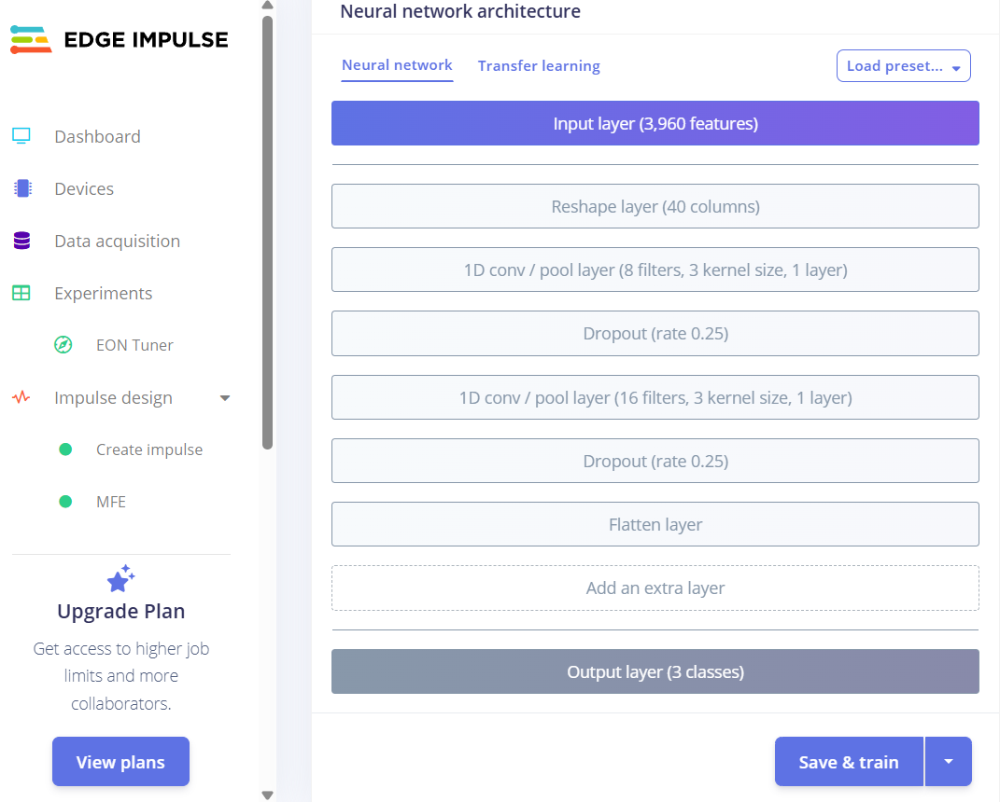 EDGE IMPULSE
Dashboard
Devices
Data acquisition
Experiments
EON Tuner
Impulse design
Create impulse
MFE
Upgrade Plan
Get access to higher job
limits and more
collaborators.
View plans
Neural network architecture
Neural network
Transfer learning
Load preset...
Input layer (3,960 features)
Reshape layer (40 columns)
1D conv / pool layer (8 filters, 3 kernel size, 1 layer)
Dropout (rate 0.25)
1D conv / pool layer (16 filters, 3 kernel size, 1 layer)
Dropout (rate 0.25)
Flatten layer
Add an extra layer
Output layer (3 classes)
Save & train